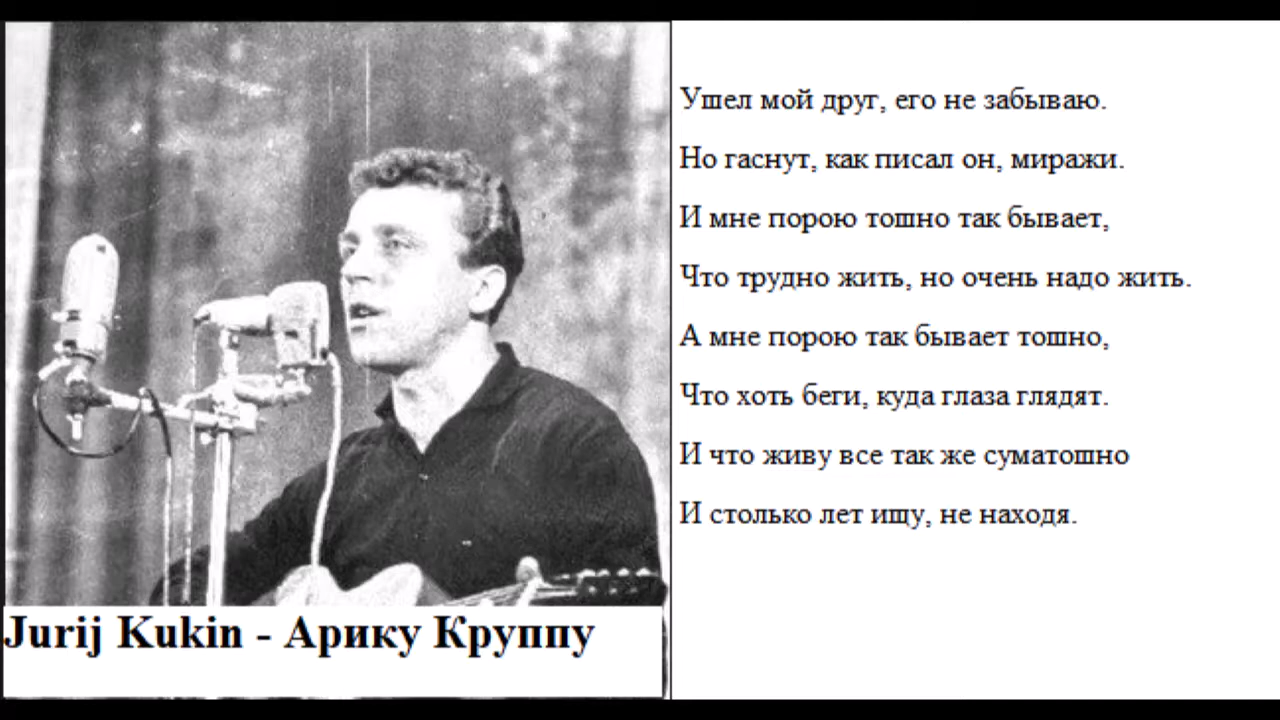 Ушел мой друг, его не забываю.
Но гаснут, как писал он, миражи.
И мне порою тошно так бывает,
Что трудно жить, но очень надо жить.
А мне порою так бывает тошно,
Что хоть беги, куда глаза глядят.
И что живу все так же суматошно
И столько лет ищу, не находя.
Jurij Kukin - Арику Круппу